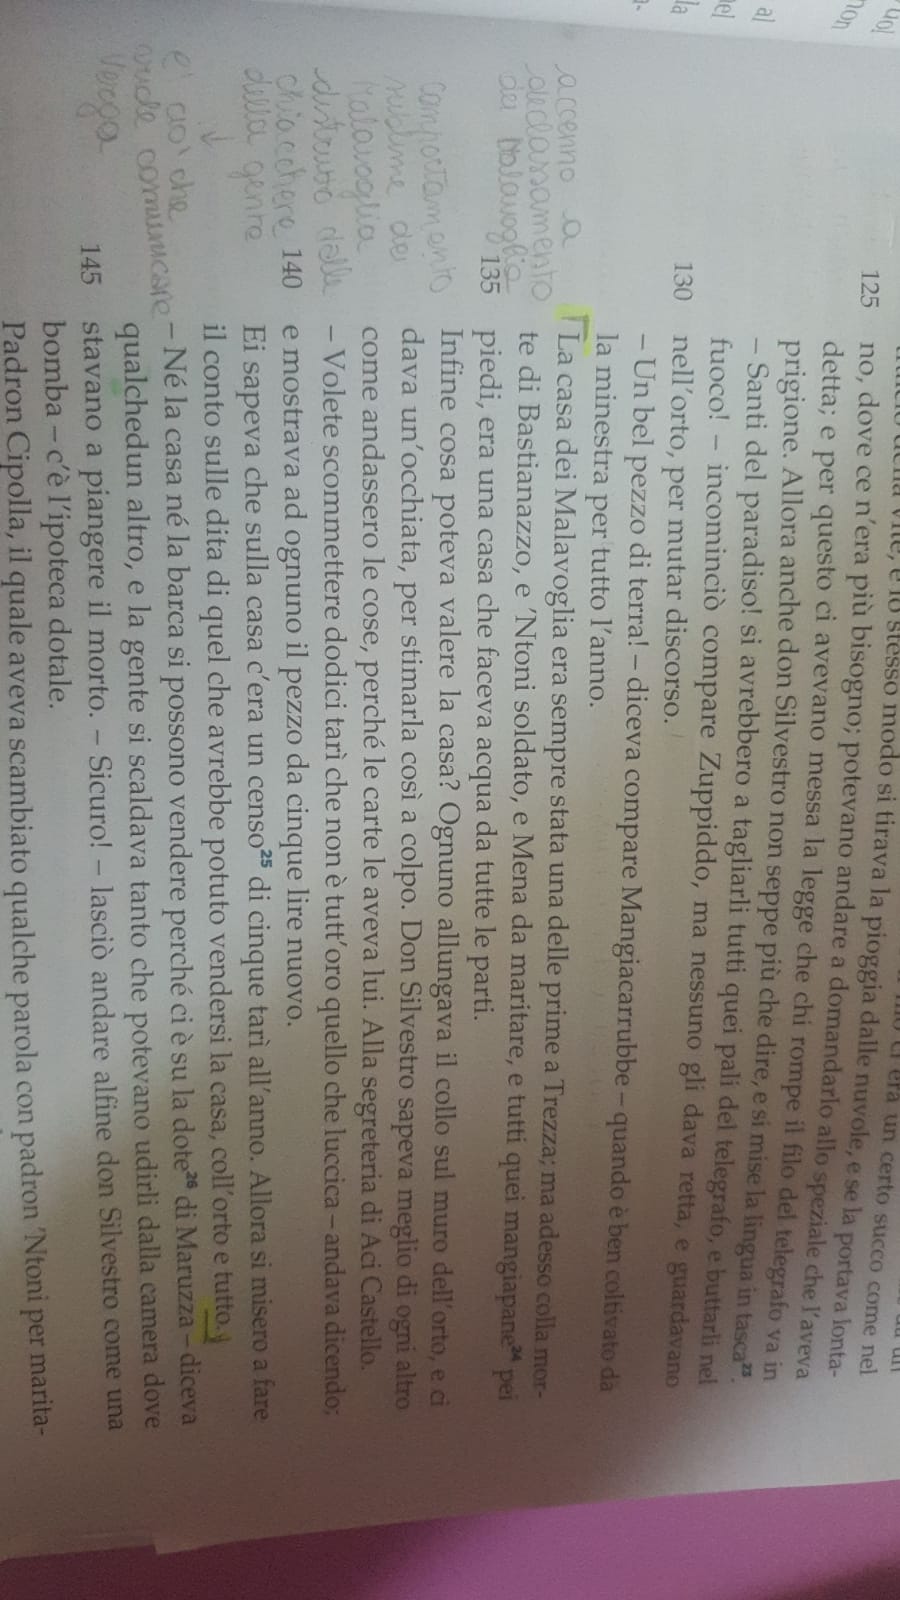 della vite, e lo stesso modo si tirava la pioggia dalle nuvole, e se la portava lonta-
ci era un certo succo come nel
125 no, dove ce n'era più bisogno; potevano andare a domandarlo allo speziale che l'aveva
detta; e per questo ci avevano messa la legge che chi rompe il filo del telegrafo va in
prigione. Allora anche don Silvestro non seppe più che dire, e si mise la lingua in tasca23.
– Santi del paradiso! si avrebbero a tagliarli tutti quei pali del telegrafo, e buttarli nel
fuoco! – incominciò compare Zuppiddo, ma nessuno gli dava retta, e guardavano
130 nell'orto, per mutar discorso.
– Un bel pezzo di terra! – diceva compare Mangiacarrubbe – quando è ben coltivato dà
la minestra per tutto l'anno.
La casa dei Malavoglia era sempre stata una delle prime a Trezza; ma adesso colla mor-
te di Bastianazzo, e 'Ntoni soldato, e Mena da maritare, e tutti quei mangiapane24 pei
135 piedi, era una casa che faceva acqua da tutte le parti.
Infine cosa poteva valere la casa? Ognuno allungava il collo sul muro dell'orto, e ci
dava un'occhiata, per stimarla così a colpo. Don Silvestro sapeva meglio di ogni altro
come andassero le cose, perché le carte le aveva lui. Alla segreteria di Aci Castello.
– Volete scommettere dodici tarì che non è tutt'oro quello che luccica – andava dicendo;
140 e mostrava ad ognuno il pezzo da cinque lire nuovo.
Ei sapeva che sulla casa c'era un censo25 di cinque tarì all'anno. Allora si misero a fare
il conto sulle dita di quel che avrebbe potuto vendersi la casa, coll'orto e tutto.
– Né la casa né la barca si possono vendere perché ci è su la dote26 di Maruzza – diceva
qualchedun altro, e la gente si scaldava tanto che potevano udirli dalla camera dove
145 stavano a piangere il morto. – Sicuro! – lasciò andare alfine don Silvestro come una
bomba – c'è l'ipoteca dotale.
Padron Cipolla, il quale aveva scambiato qualche parola con padron 'Ntoni per marita-
accenno a
declassamento
dei Malavoglia
comportamento
sublime dei
Malavoglia
distrutto dalle
chiacchere
della gente
↓
è ciò che
vuole comunicare
Verga
non
al
nel
la